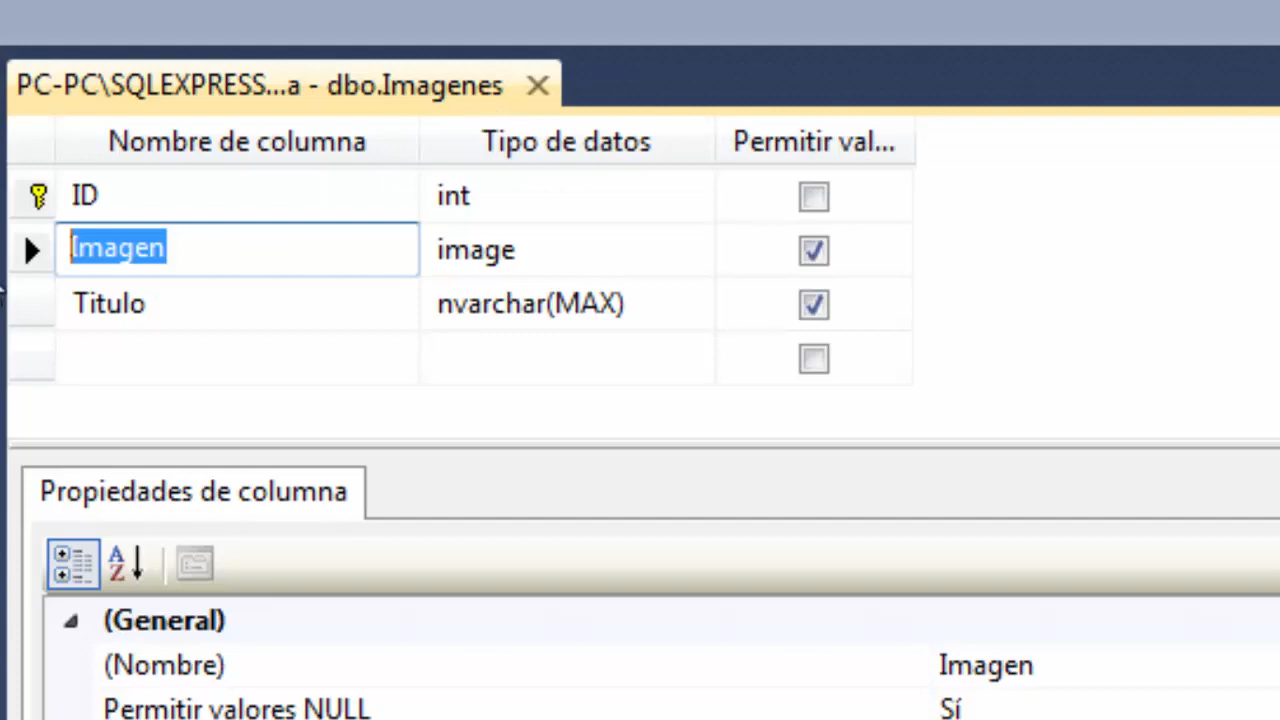 PC-PC\SQLEXPRESS...a - dbo.Imagenes
Nombre de columna Tipo de datos Permitir val...
ID int
Imagen image
Titulo nvarchar(MAX)
Propiedades de columna
A
Z
(General)
(Nombre) Imagen
Permitir valores NULL Sí